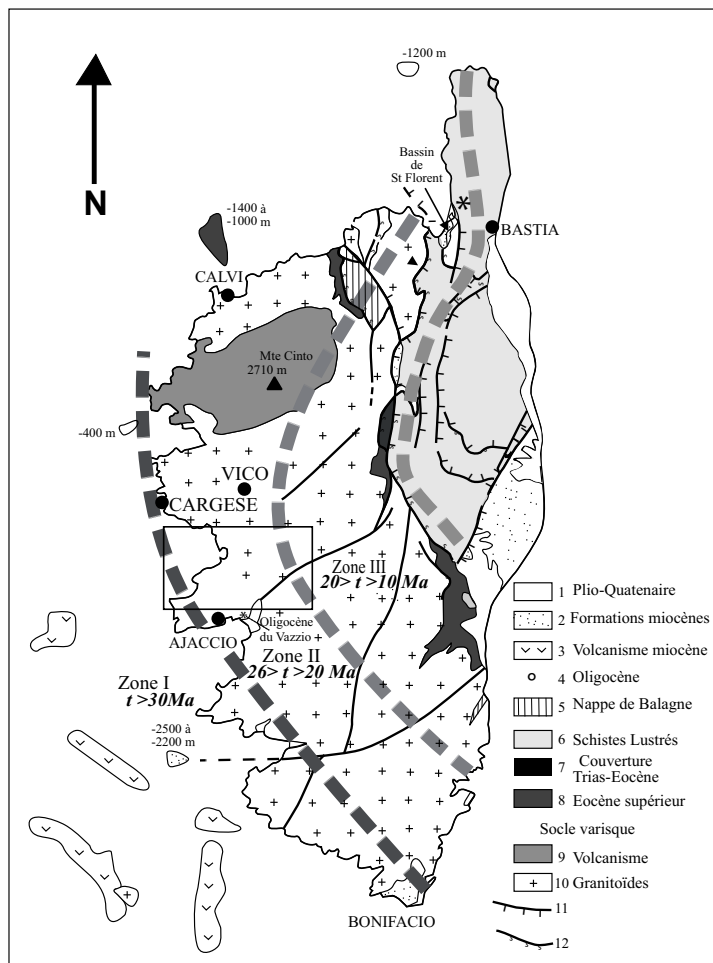 -1200 m
N
Bassin
de
St Florent
-1400 à
-1000 m
BASTIA
CALVI
Mte Cinto
2710 m
-400 m
VICO
CARGESE
Zone III
20> t >10 Ma
Oligocène
du Vazzio
AJACCIO
Zone II
26> t >20 Ma
Zone I
t >30Ma
-2500 à
-2200 m
BONIFACIO
1 Plio-Quatenaire
2 Formations miocènes
3 Volcanisme miocène
4 Oligocène
5 Nappe de Balagne
6 Schistes Lustrés
7 Couverture
Trias-Eocène
8 Eocène supérieur
Socle varisque
9 Volcanisme
10 Granitoïdes
11
12